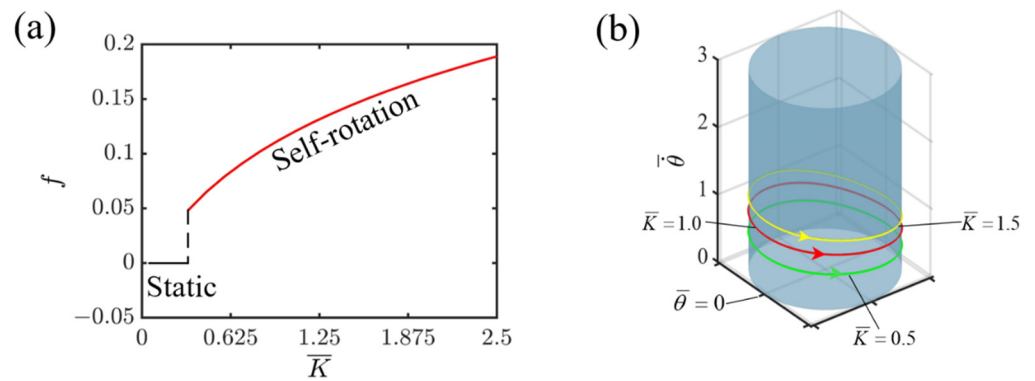 (a)
0.2
0.15
0.1
0.05
0
−0.05
f
Self-rotation
Static
0 0.625 1.25 1.875 2.5
K̅
(b)
3
2
1
0
θ̇̅
K̅ = 1.0
K̅ = 1.5
θ̅ = 0
K̅ = 0.5